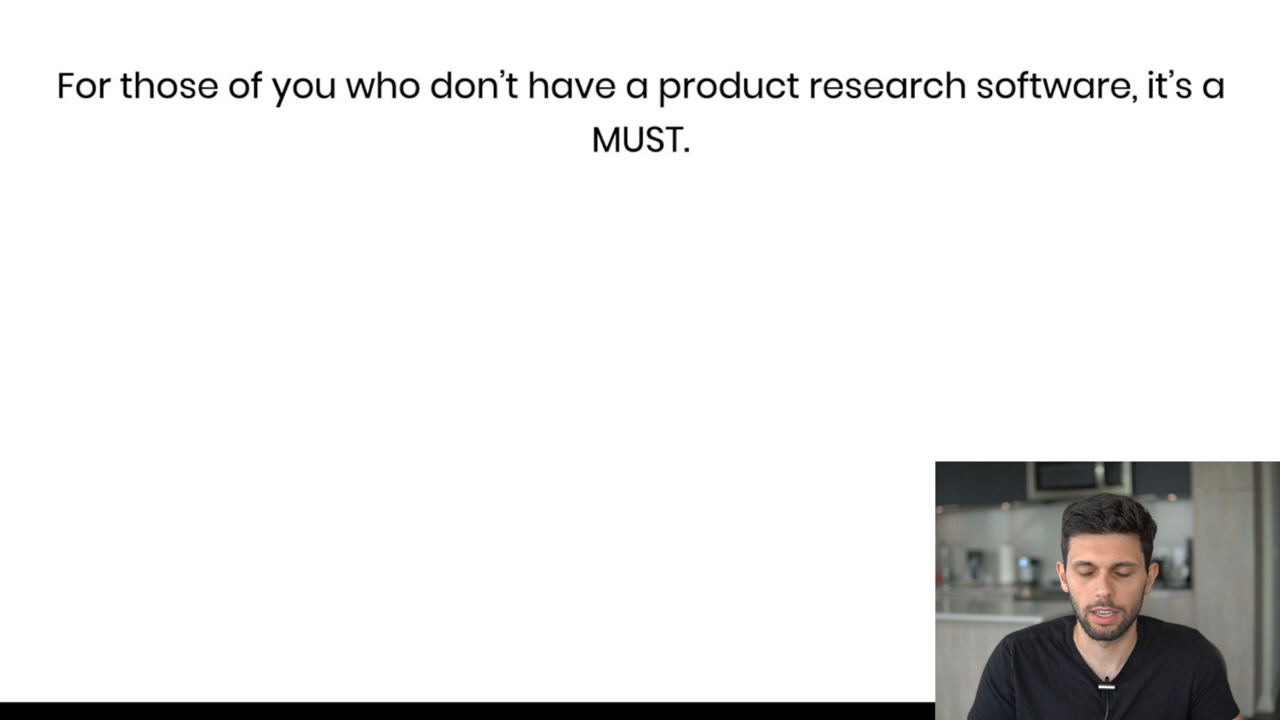 For those of you who don’t have a product research software, it’s a
MUST.